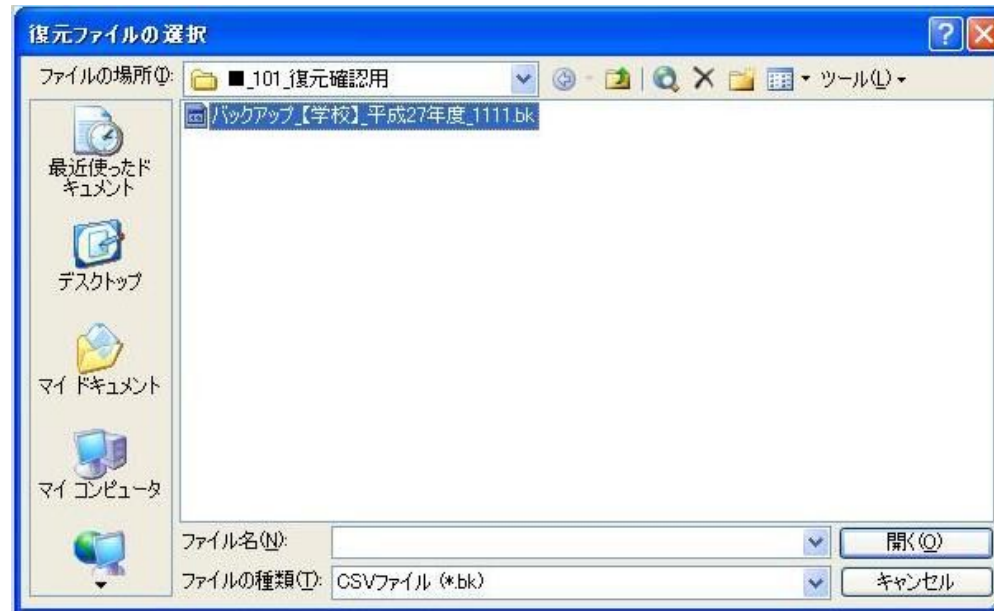 復元ファイルの選択
ファイルの場所(I):
■_101_復元確認用
ツール(L)
バックアップ_【学校】_平成27年度_1111.bk
最近使ったド
キュメント
デスクトップ
マイ ドキュメント
マイ コンピュータ
ファイル名(N):
開く(O)
ファイルの種類(T): CSVファイル (*.bk)
キャンセル